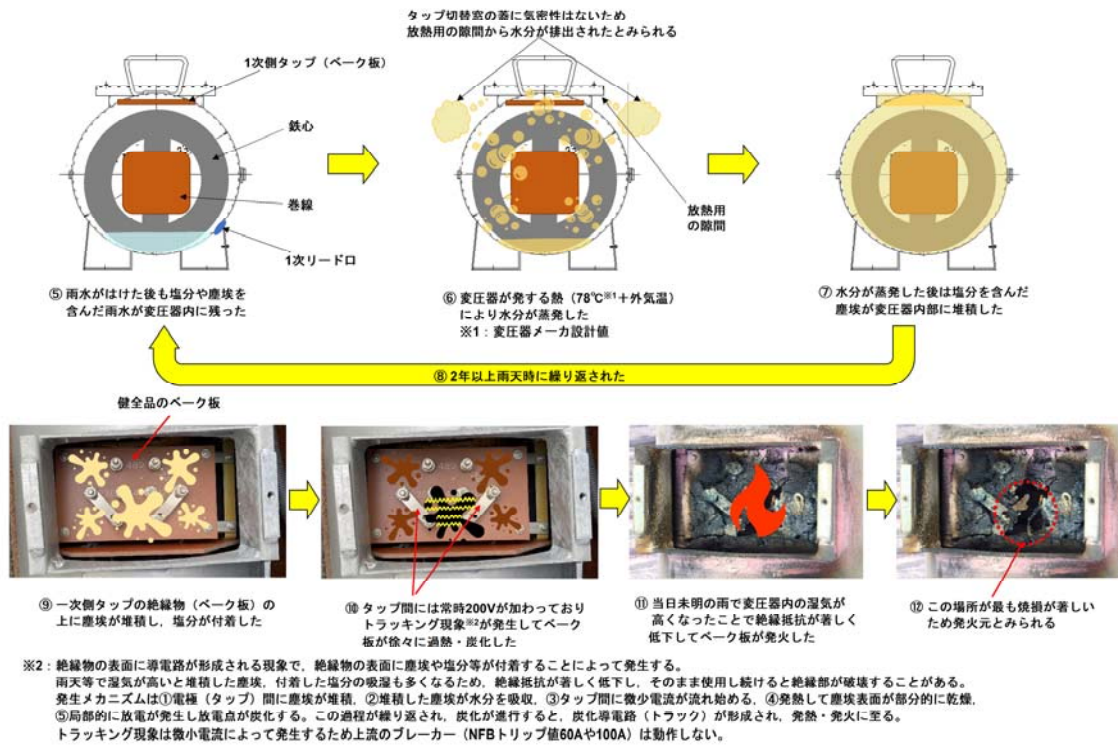 タップ切替窓の蓋に気密性はないため
放熱用の隙間から水分が排出されたとみられる
1次側タップ（ベーク板）
鉄心
巻線
1次リード口
放熱用
の隙間
⑤ 雨水がはけた後も塩分や塵埃を
含んだ雨水が変圧器内に残った
⑥ 変圧器が発する熱（78℃※1＋外気温）
により水分が蒸発した
※1：変圧器メーカ設計値
⑦ 水分が蒸発した後は塩分を含んだ
塵埃が変圧器内部に堆積した
⑧ 2年以上雨天時に繰り返された
健全品のベーク板
⑨ 一次側タップの絶縁物（ベーク板）の
上に塵埃が堆積し，塩分が付着した
⑩ タップ間には常時200Vが加わっており
トラッキング現象※2が発生してベーク
板が徐々に過熱・炭化した
⑪ 当日未明の雨で変圧器内の湿気が
高くなったことで絶縁抵抗が著しく
低下してベーク板が発火した
⑫ この場所が最も焼損が著しい
ため発火元とみられる
※2：絶縁物の表面に導電路が形成される現象で，絶縁物の表面に塵埃や塩分等が付着することによって発生する。
雨天等で湿気が高いと堆積した塵埃，付着した塩分の吸湿も多くなるため，絶縁抵抗が著しく低下し，そのまま使用し続けると絶縁部が破壊することがある。
発生メカニズムは①電極（タップ）間に塵埃が堆積，②堆積した塵埃が水分を吸収，③タップ間に微少電流が流れ始める，④発熱して塵埃表面が部分的に乾燥，
⑤局部的に放電が発生し放電点が炭化する。この過程が繰り返され，炭化が進行すると，炭化導電路（トラック）が形成され，発熱・発火に至る。
トラッキング現象は微小電流によって発生するため上流のブレーカー（NFBトリップ値60Aや100A）は動作しない。